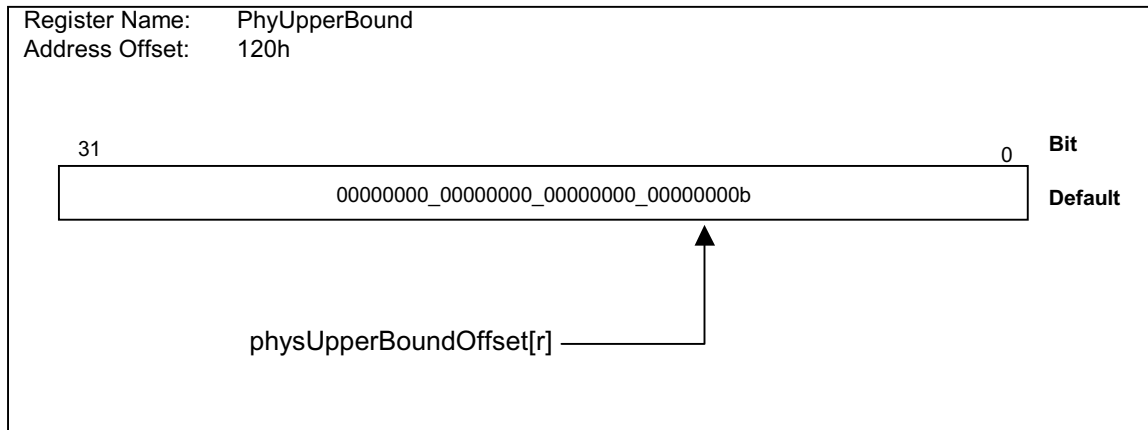 Register Name: PhyUpperBound
Address Offset: 120h
31 0 Bit
00000000_00000000_00000000_00000000b Default
physUpperBoundOffset[r]